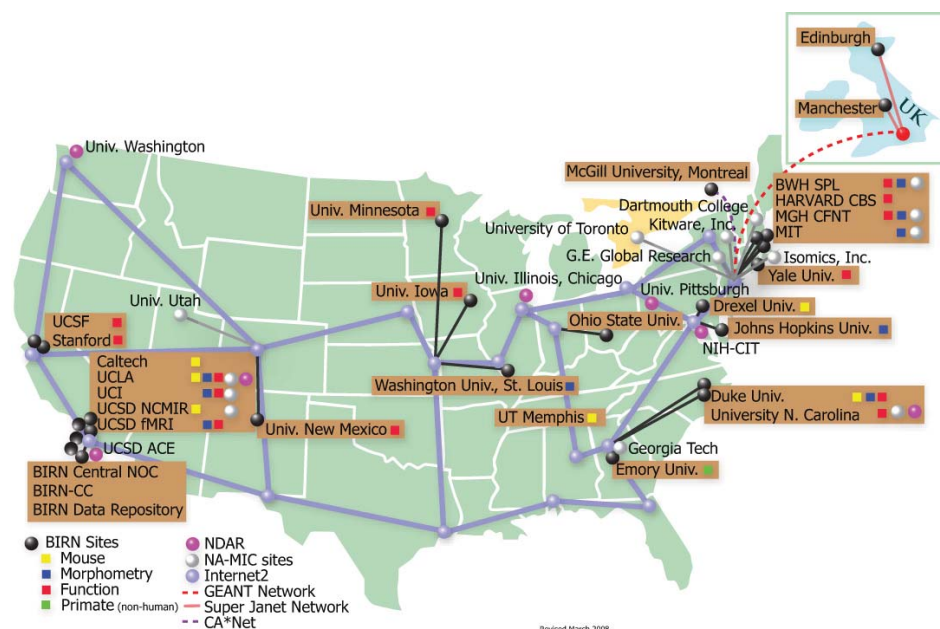 Edinburgh
Manchester
UK
Univ. Washington
McGill University, Montreal
BWH SPL
HARVARD CBS
MGH CFNT
MIT
Dartmouth College
Kitware, Inc.
Univ. Minnesota
University of Toronto
G.E. Global Research
Isomics, Inc.
Yale Univ.
Univ. Illinois, Chicago
Univ. Pittsburgh
Univ. Iowa
Univ. Utah
Drexel Univ.
Ohio State Univ.
Johns Hopkins Univ.
NIH-CIT
UCSF
Stanford
Caltech
UCLA
UCI
UCSD NCMIR
UCSD fMRI
Washington Univ., St. Louis
Duke Univ.
University N. Carolina
UT Memphis
Univ. New Mexico
Georgia Tech
Emory Univ.
UCSD ACE
BIRN Central NOC
BIRN-CC
BIRN Data Repository
BIRN Sites
Mouse
Morphometry
Function
Primate (non-human)
NDAR
NA-MIC sites
Internet2
GEANT Network
Super Janet Network
CA*Net
Revised March 2008